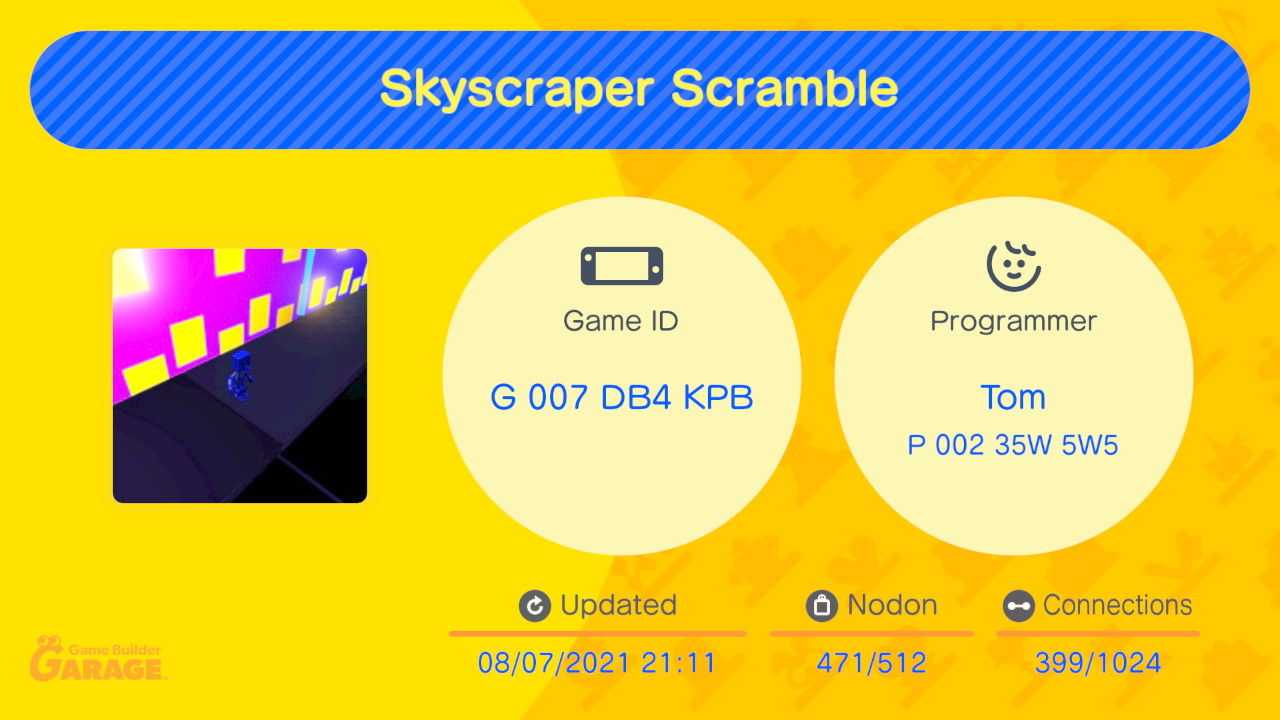 Skyscraper Scramble
Game ID
G 007 DB4 KPB
Programmer
Tom
P 002 35W 5W5
Updated
08/07/2021 21:11
Nodon
471/512
Connections
399/1024
Game Builder
GARAGE